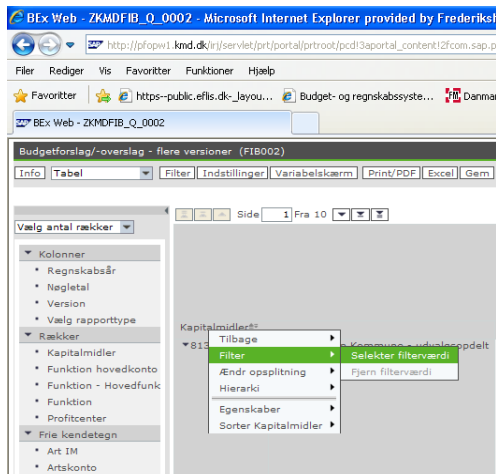 BEx Web - ZKMDFIB_Q_0002 - Microsoft Internet Explorer provided by Frederiksh
http://pfopw1.kmd.dk/irj/servlet/prt/portal/prtroot/pcd!3aportal_content!2fcom.sap.p
Filer Rediger Vis Favoritter Funktioner Hjælp
Favoritter https--public.eflis.dk-_layou... Budget- og regnskabssyste... FM, Danmar
BEx Web - ZKMDFIB_Q_0002
Budgetforslag/-overslag - flere versioner (FIB002)
Info Tabel Filter Indstillinger Variabelskærm Print/PDF Excel Gem
Side 1 Fra 10
Vælg antal rækker
Kolonner
Regnskabsår
Nøgletal
Version
Vælg rapporttype
Rækker
Kapitalmidler
Funktion hovedkonto
Funktion - Hovedfunk
Funktion
Profitcenter
Frie kendetegn
Art IM
Artskonto
Kapitalmidler
813 Kommune - udvalgsopdelt
Tilbage
Filter
Ændr opsplitning
Hierarki
Egenskaber
Sorter Kapitalmidler
Selekter filterværdi
Fjern filterværdi